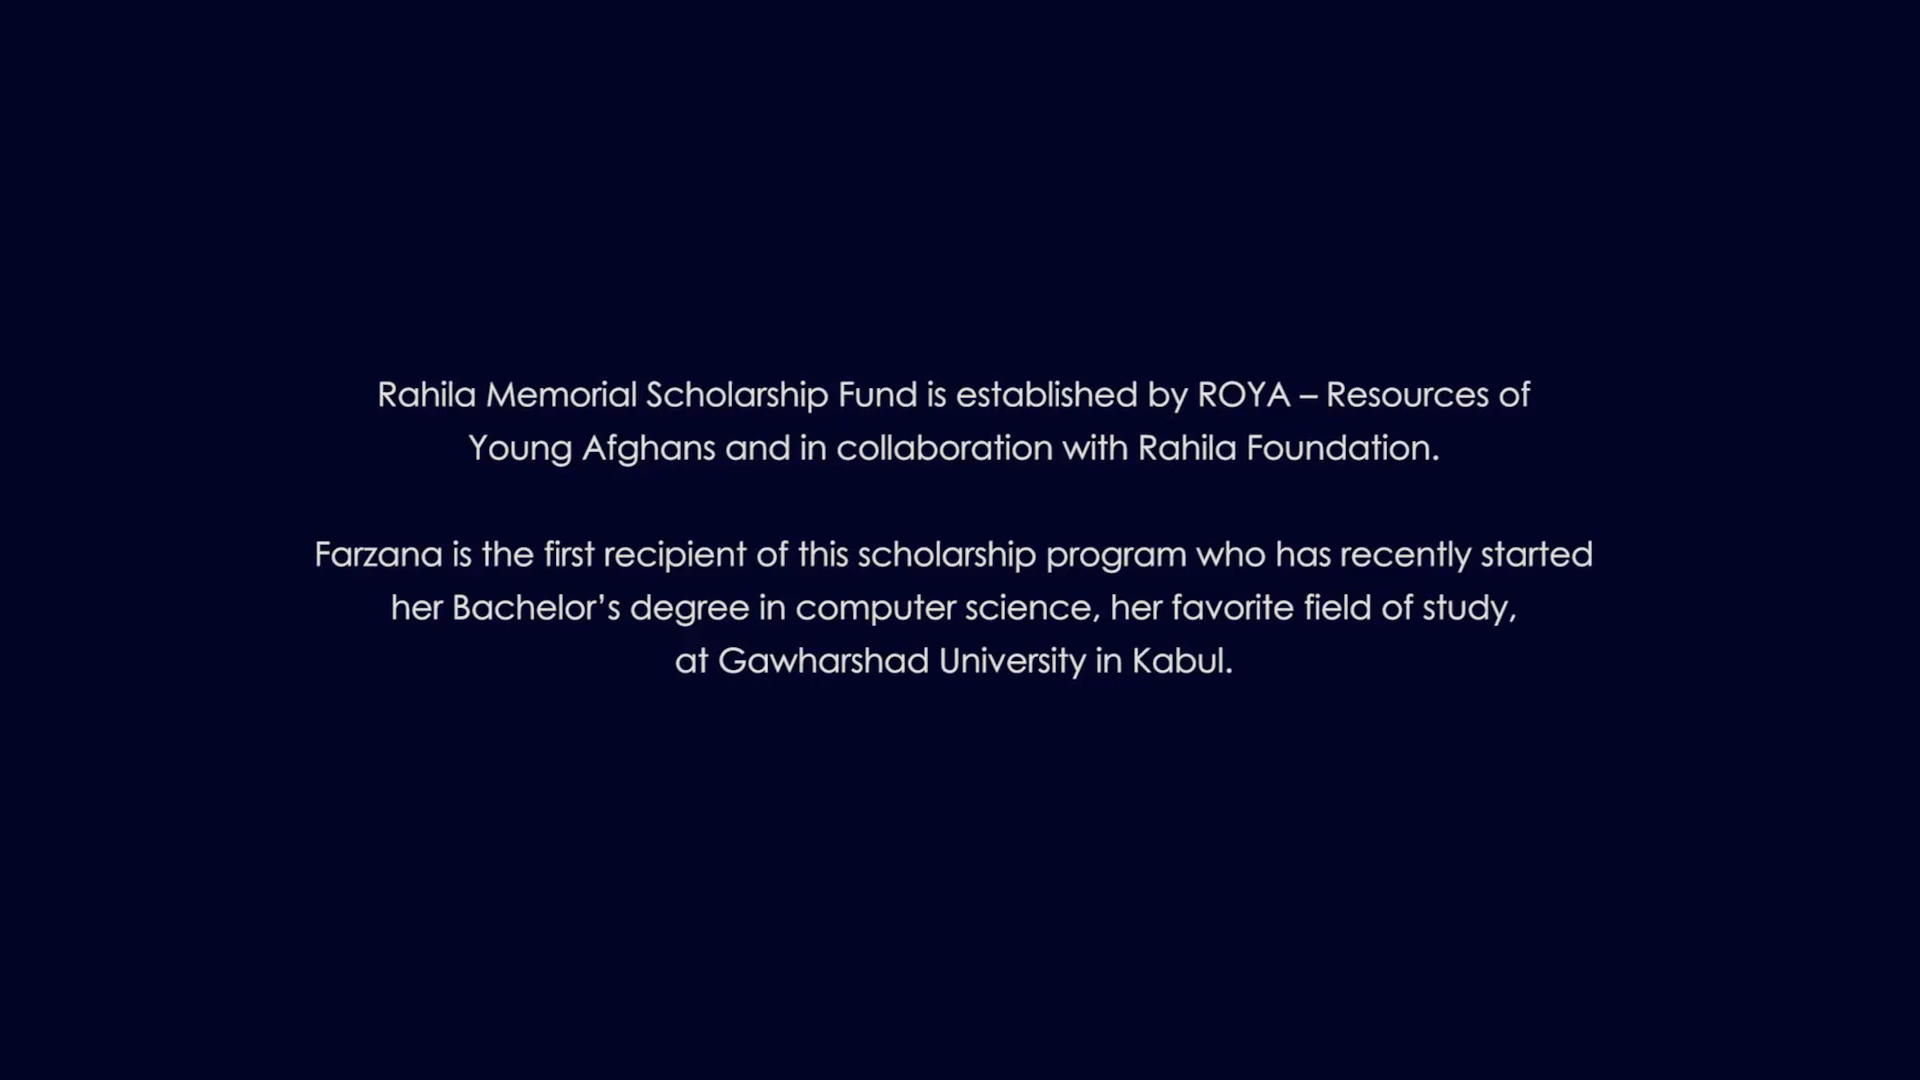 Rahila Memorial Scholarship Fund is established by ROYA – Resources of
Young Afghans and in collaboration with Rahila Foundation.
Farzana is the first recipient of this scholarship program who has recently started
her Bachelor’s degree in computer science, her favorite field of study,
at Gawharshad University in Kabul.